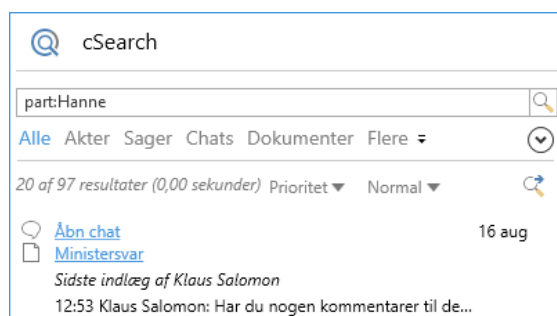 cSearch
part:Hanne
Alle Akter Sager Chats Dokumenter Flere
20 af 97 resultater (0,00 sekunder) Prioritet Normal
Åbn chat 16 aug
Ministersvar
Sidste indlæg af Klaus Salomon
12:53 Klaus Salomon: Har du nogen kommentarer til de...